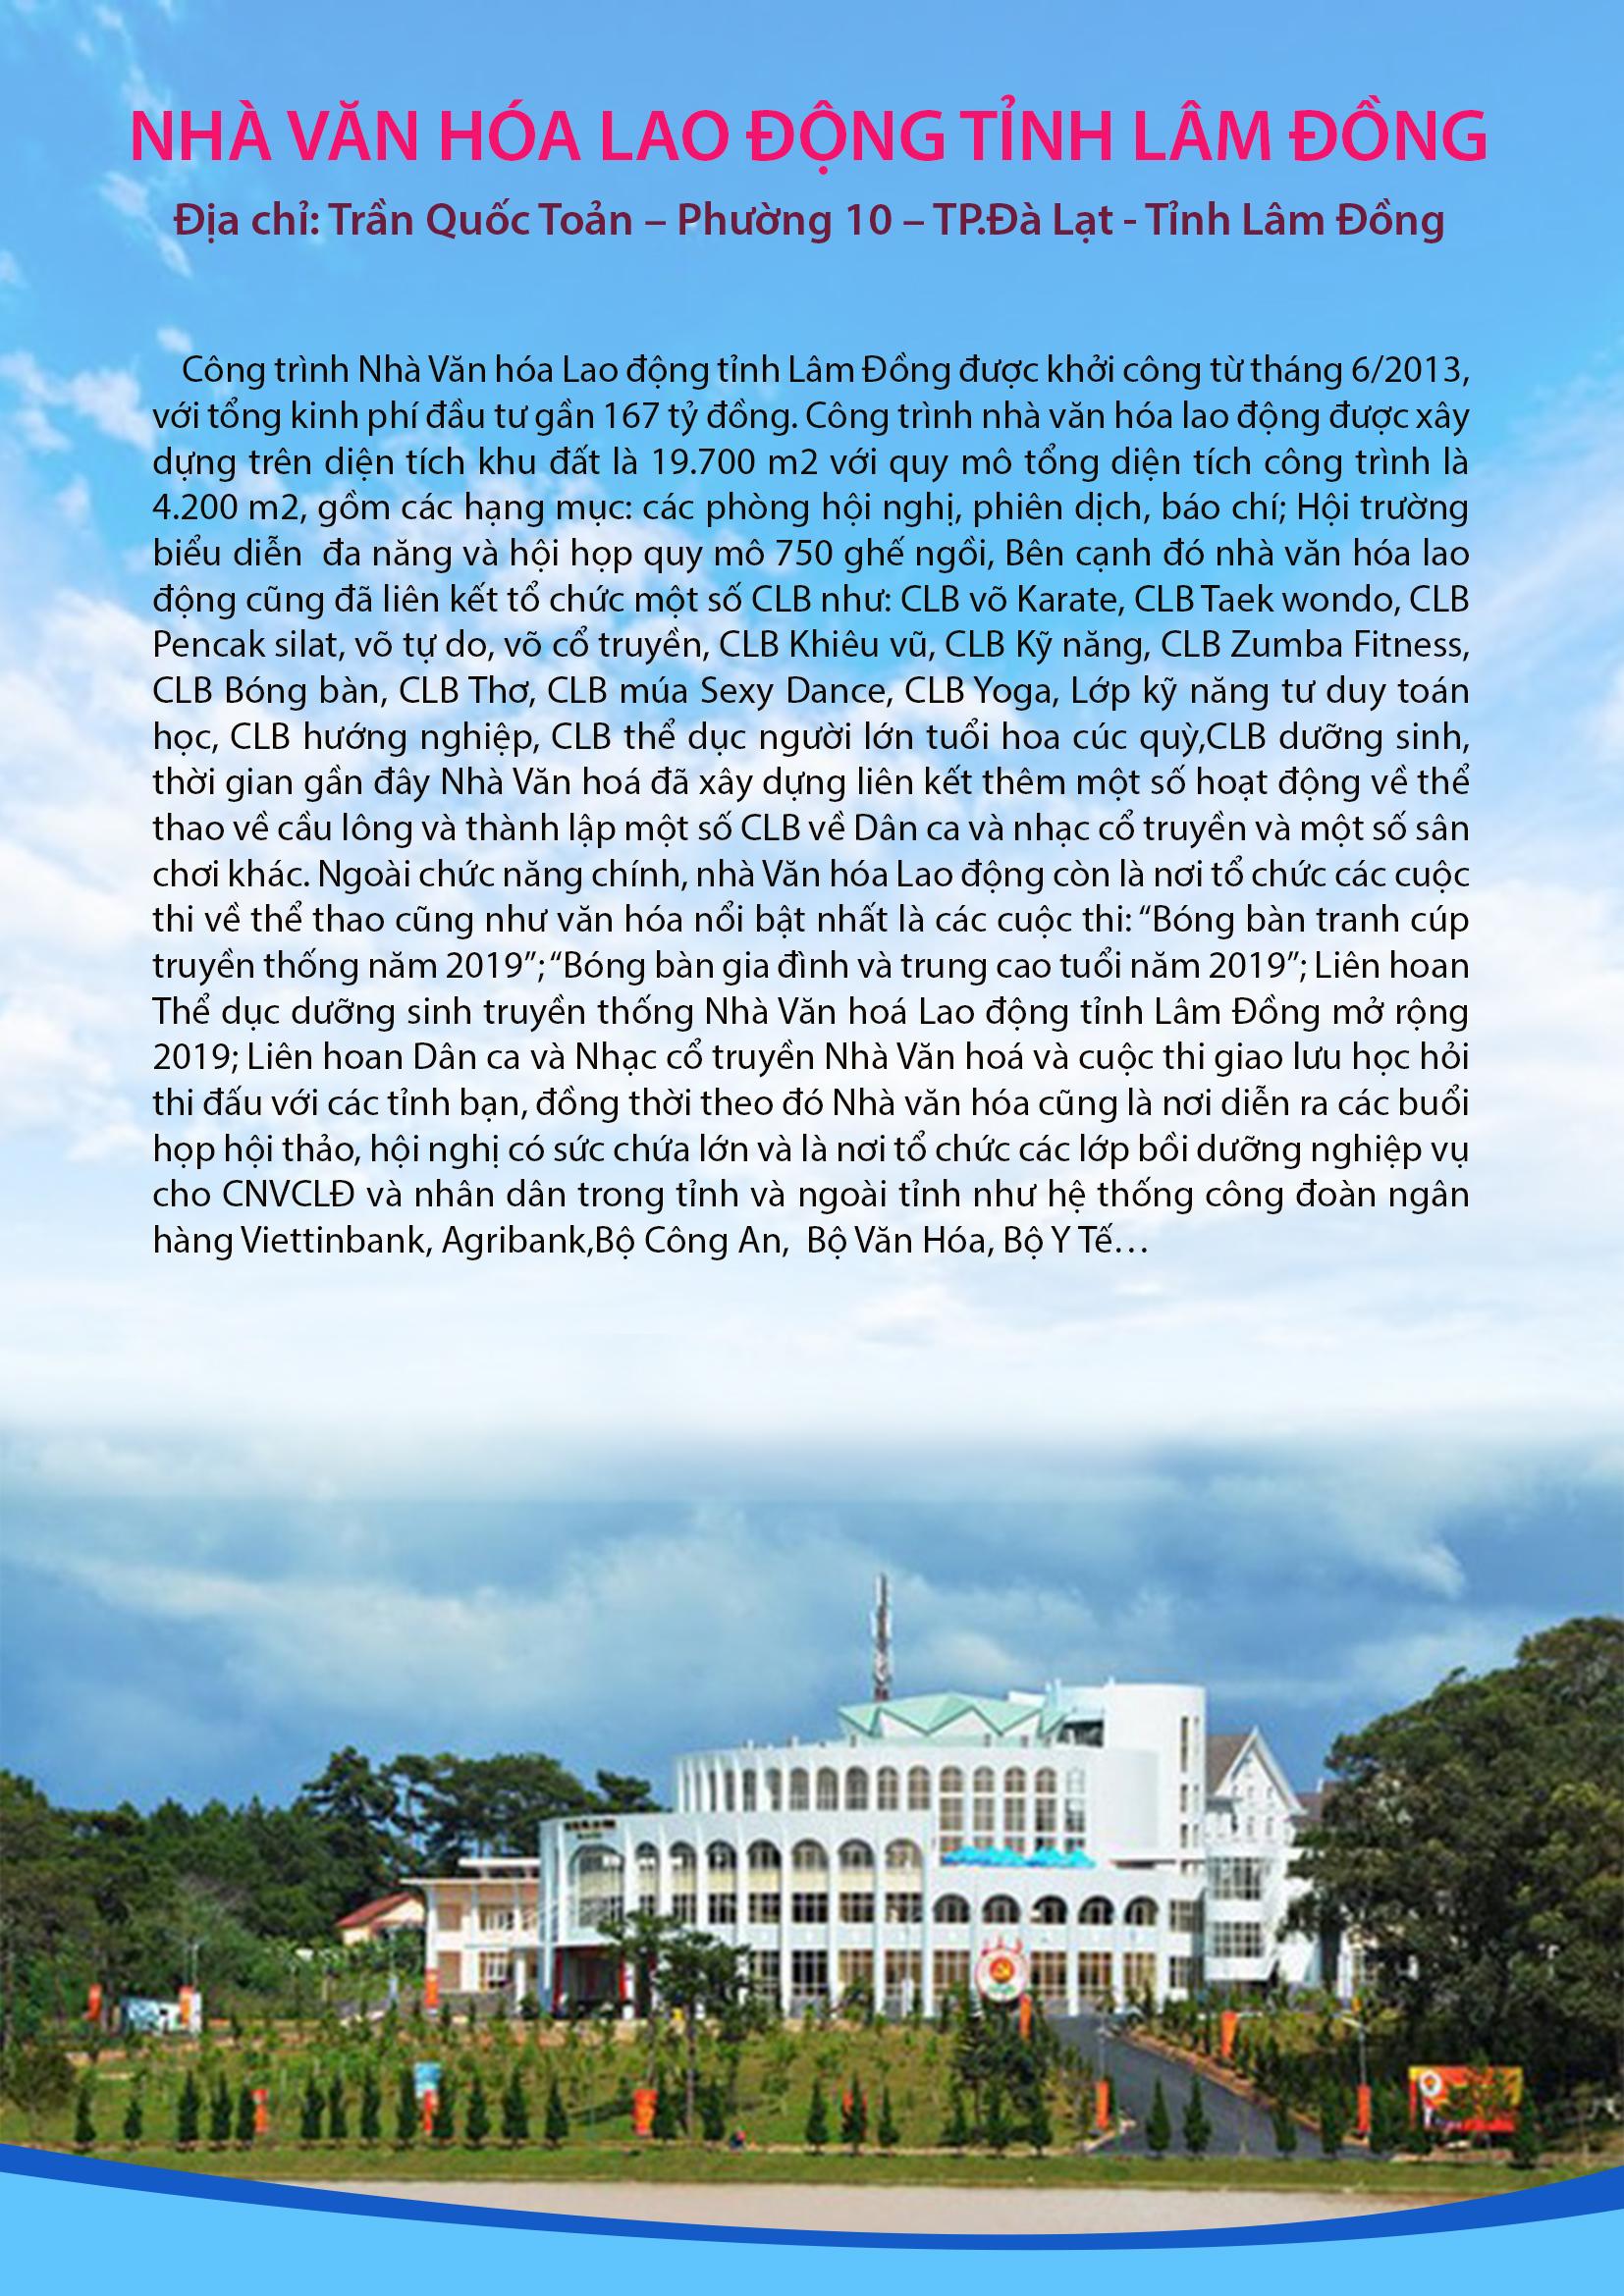 NHÀ VĂN HÓA LAO ĐỘNG TỈNH LÂM ĐỒNG
Địa chỉ: Trần Quốc Toản – Phường 10 – TP.Đà Lạt - Tỉnh Lâm Đồng
Công trình Nhà Văn hóa Lao động tỉnh Lâm Đồng được khởi công từ tháng 6/2013,
với tổng kinh phí đầu tư gần 167 tỷ đồng. Công trình nhà văn hóa lao động được xây
dựng trên diện tích khu đất là 19.700 m2 với quy mô tổng diện tích công trình là
4.200 m2, gồm các hạng mục: các phòng hội nghị, phiên dịch, báo chí; Hội trường
biểu diễn  đa năng và hội họp quy mô 750 ghế ngồi, Bên cạnh đó nhà văn hóa lao
động cũng đã liên kết tổ chức một số CLB như: CLB võ Karate, CLB Taek wondo, CLB
Pencak silat, võ tự do, võ cổ truyền, CLB Khiêu vũ, CLB Kỹ năng, CLB Zumba Fitness,
CLB Bóng bàn, CLB Thơ, CLB múa Sexy Dance, CLB Yoga, Lớp kỹ năng tư duy toán
học, CLB hướng nghiệp, CLB thể dục người lớn tuổi hoa cúc quỳ,CLB dưỡng sinh,
thời gian gần đây Nhà Văn hoá đã xây dựng liên kết thêm một số hoạt động về thể
thao về cầu lông và thành lập một số CLB về Dân ca và nhạc cổ truyền và một số sân
chơi khác. Ngoài chức năng chính, nhà Văn hóa Lao động còn là nơi tổ chức các cuộc
thi về thể thao cũng như văn hóa nổi bật nhất là các cuộc thi: “Bóng bàn tranh cúp
truyền thống năm 2019”; “Bóng bàn gia đình và trung cao tuổi năm 2019”; Liên hoan
Thể dục dưỡng sinh truyền thống Nhà Văn hoá Lao động tỉnh Lâm Đồng mở rộng
2019; Liên hoan Dân ca và Nhạc cổ truyền Nhà Văn hoá và cuộc thi giao lưu học hỏi
thi đấu với các tỉnh bạn, đồng thời theo đó Nhà văn hóa cũng là nơi diễn ra các buổi
họp hội thảo, hội nghị có sức chứa lớn và là nơi tổ chức các lớp bồi dưỡng nghiệp vụ
cho CNVCLĐ và nhân dân trong tỉnh và ngoài tỉnh như hệ thống công đoàn ngân
hàng Viettinbank, Agribank,Bộ Công An,  Bộ Văn Hóa, Bộ Y Tế…